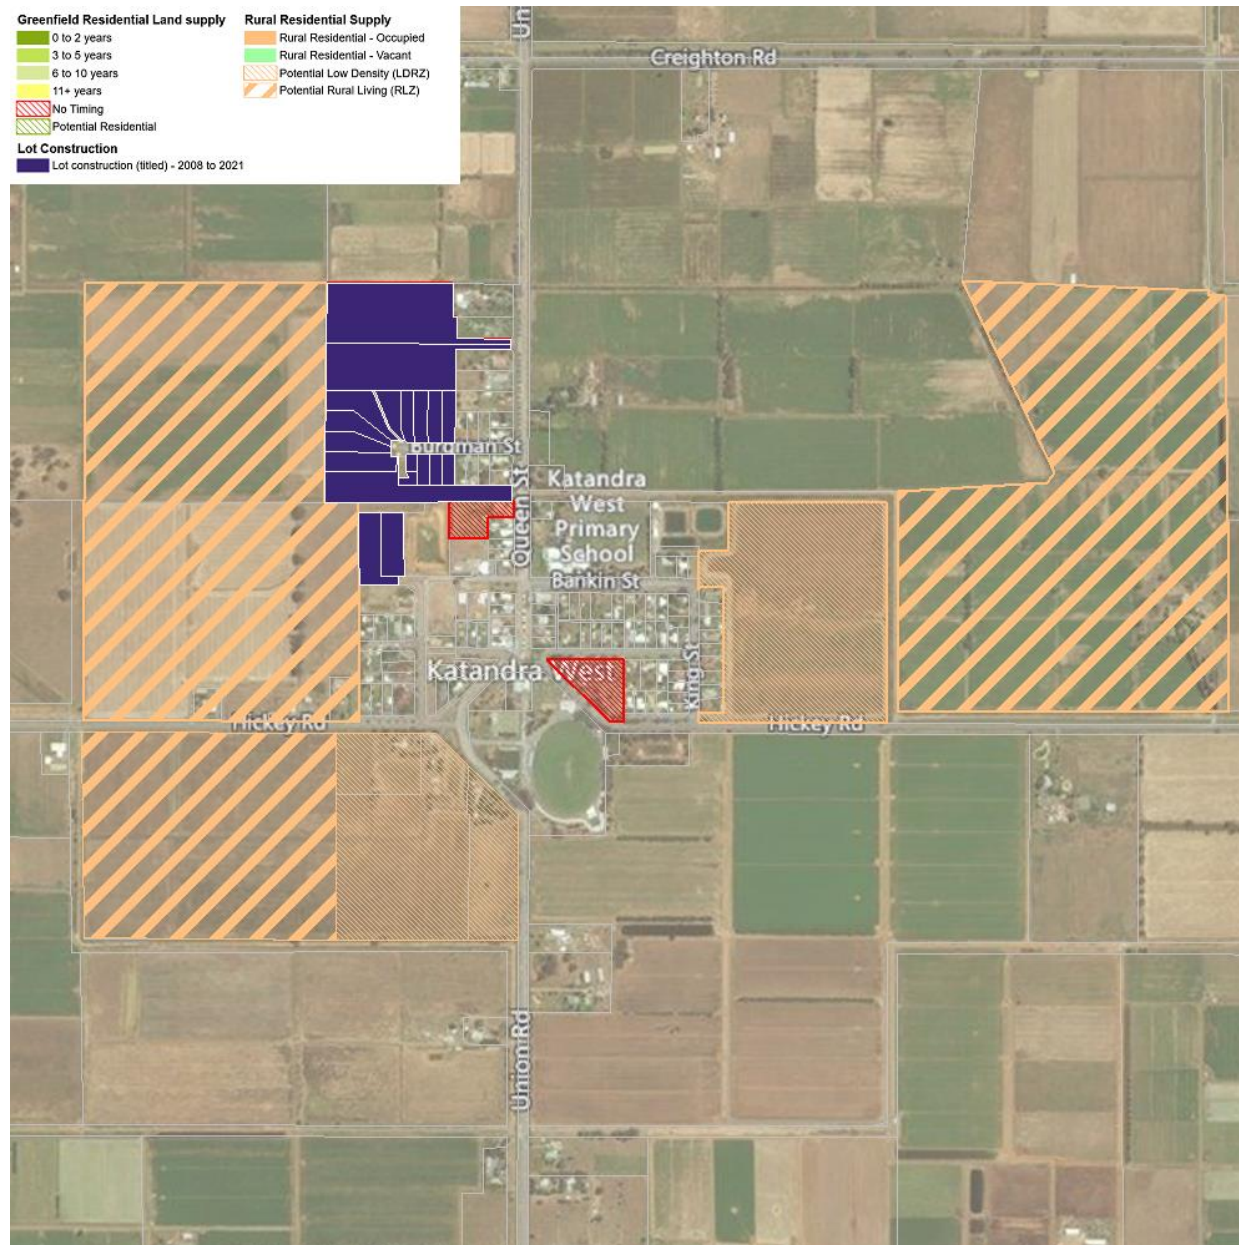 Greenfield Residential Land supply
0 to 2 years
3 to 5 years
6 to 10 years
11+ years
No Timing
Potential Residential
Lot Construction
Lot construction (titled) - 2008 to 2021
Rural Residential Supply
Rural Residential - Occupied
Rural Residential - Vacant
Potential Low Density (LDRZ)
Potential Rural Living (RLZ)
Un
Creighton Rd
Burgman St
Queen St
Katandra
West
Primary
School
Bankin St
Katandra West
King St
Hickey Rd
Hickey Rd
Union Rd